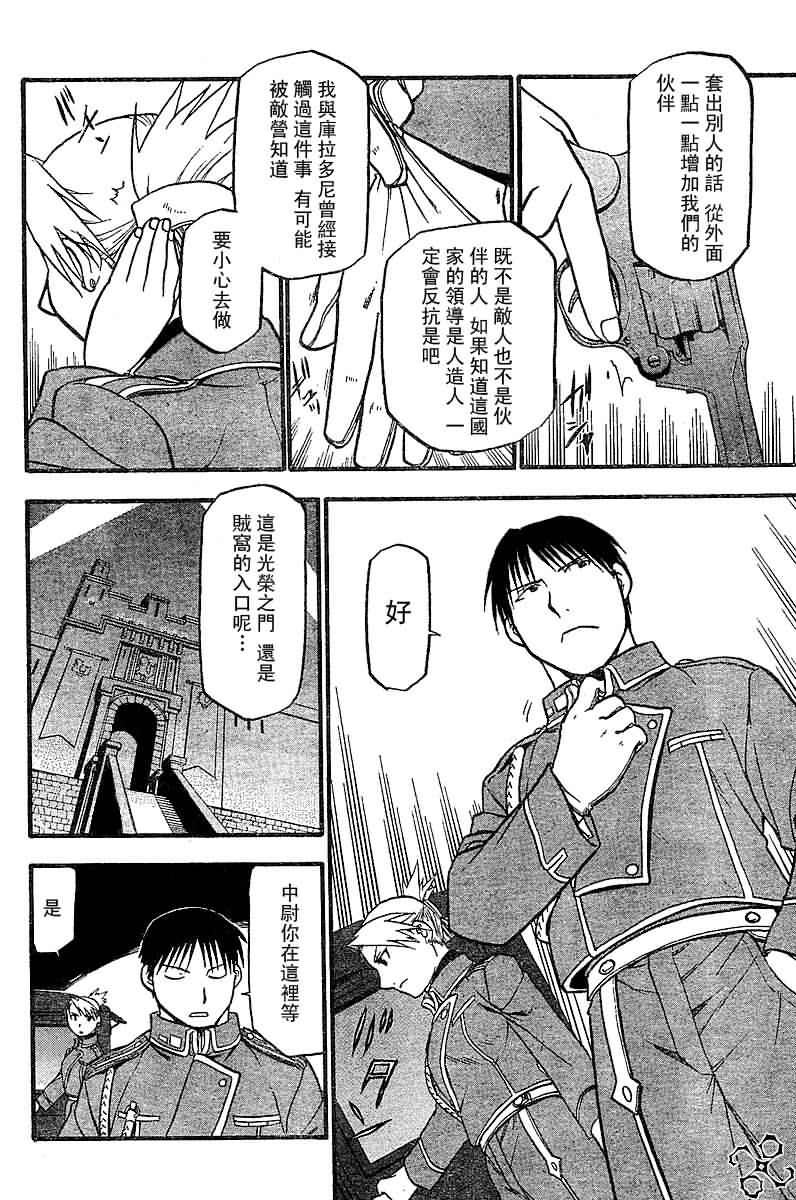 套出別人的話 從外面
一點一點增加我們的
伙伴
既不是敵人也不是伙
伴的人 如果知道這國
家的領導是人造人 一
定會反抗是吧
我與庫拉多尼曾經接
觸過這件事 有可能
被敵營知道
要小心去做
好
這是光榮之門 還是
賊窩的入口呢…
中尉你在這裡等
是